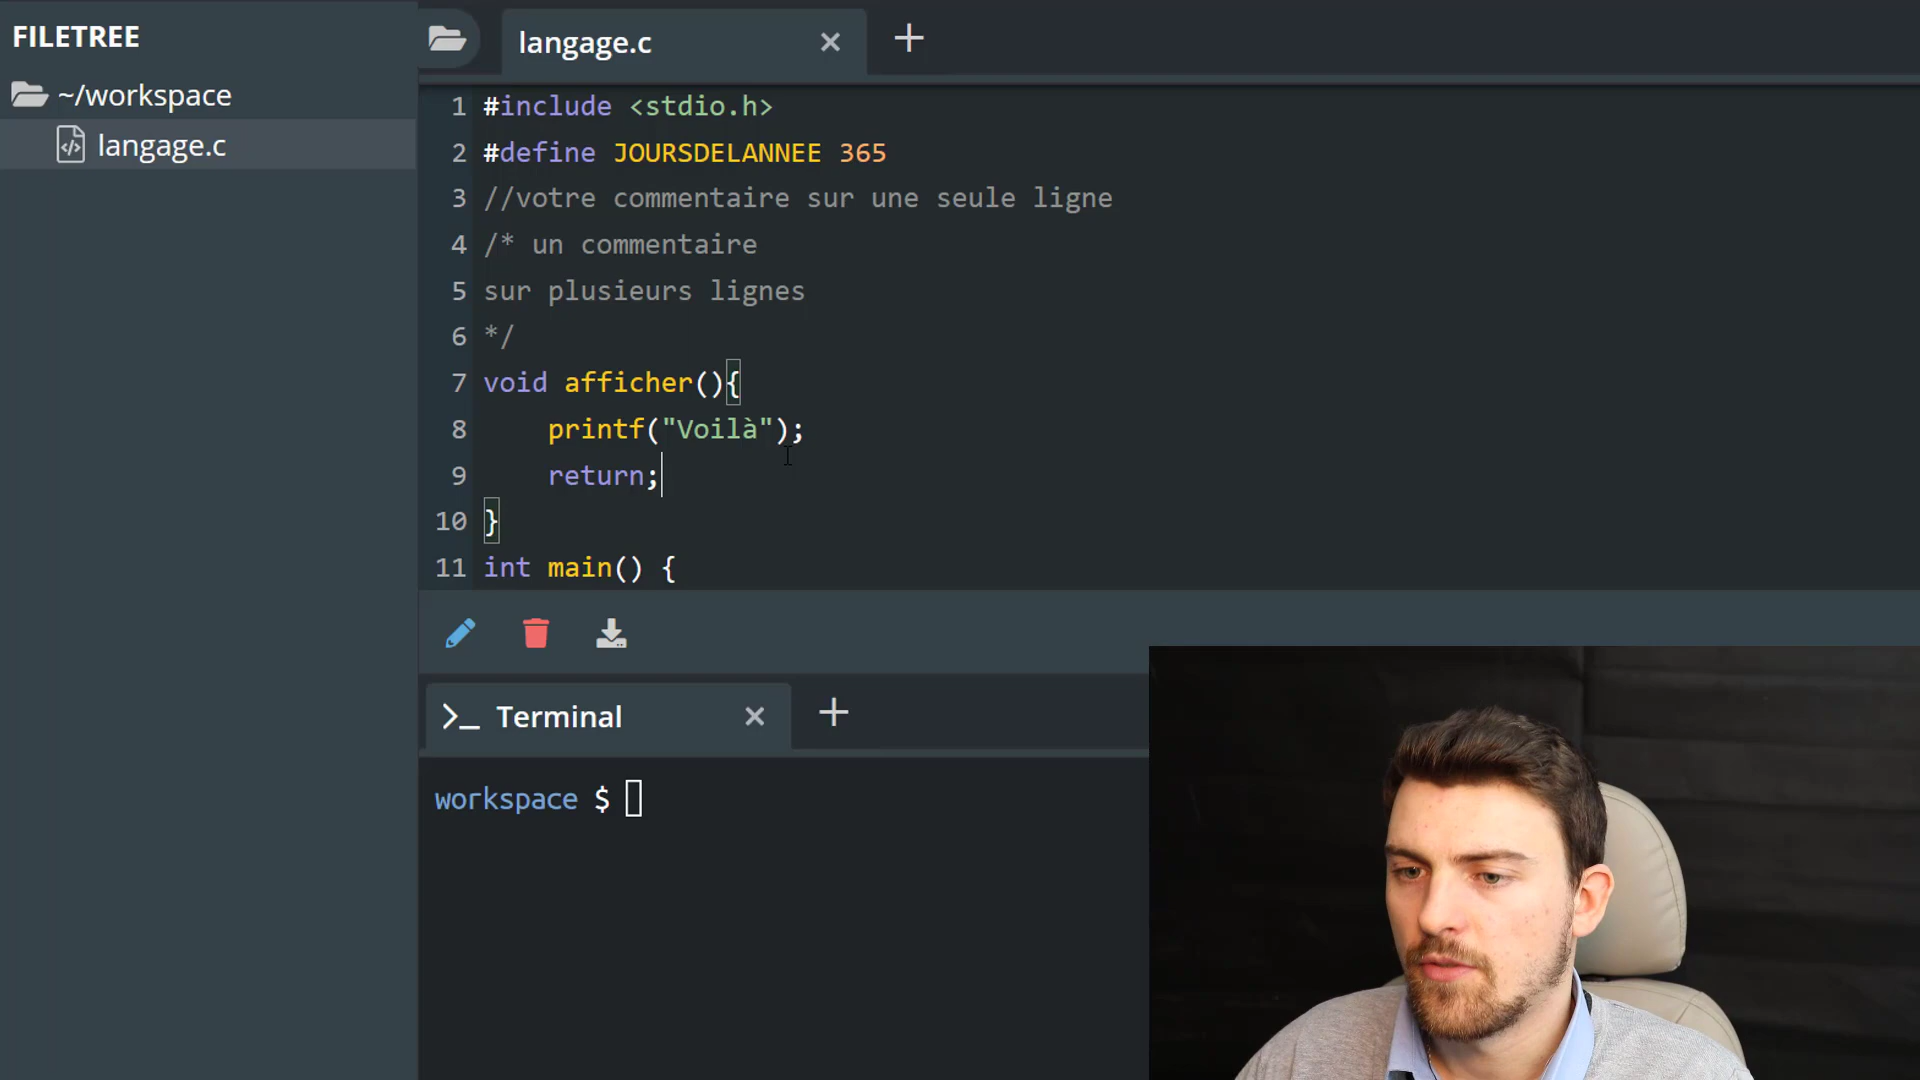 FILETREE
~/workspace
langage.c
langage.c
1 #include <stdio.h>
2 #define JOURSDELANNEE 365
3 //votre commentaire sur une seule ligne
4 /* un commentaire
5 sur plusieurs lignes
6 */
7 void afficher(){
8 printf("Voilà");
9 return;
10 }
11 int main() {
Terminal
workspace $